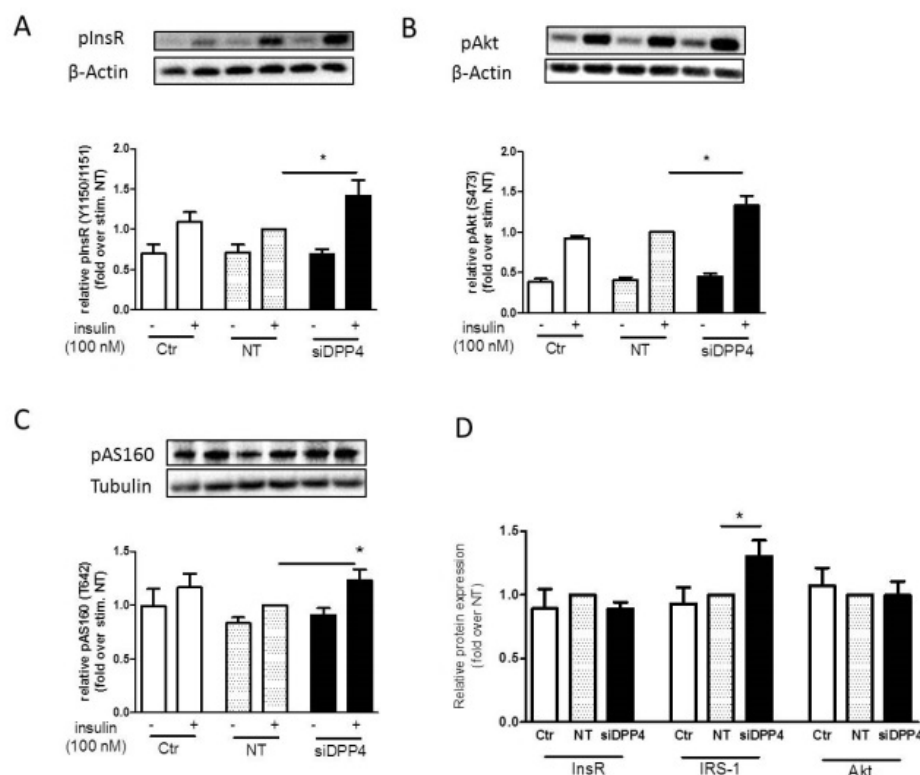 A
pInsR
β-Actin
relative pInsR (Y1150/1151)
(fold over stim. NT)
2.0
1.5
1.0
0.5
0.0
*
insulin - + - + - +
(100 nM) Ctr NT siDPP4
B
pAkt
β-Actin
relative pAkt (S473)
(fold over stim. NT)
2.0
1.5
1.0
0.5
0.0
*
insulin - + - + - +
(100 nM) Ctr NT siDPP4
C
pAS160
Tubulin
relative pAS160 (T642)
(fold over stim. NT)
1.5
1.0
0.5
0.0
*
insulin - + - + - +
(100 nM) Ctr NT siDPP4
D
Relative protein expression
(fold over NT)
1.5
1.0
0.5
0.0
*
Ctr NT siDPP4 Ctr NT siDPP4 Ctr NT siDPP4
InsR IRS-1 Akt